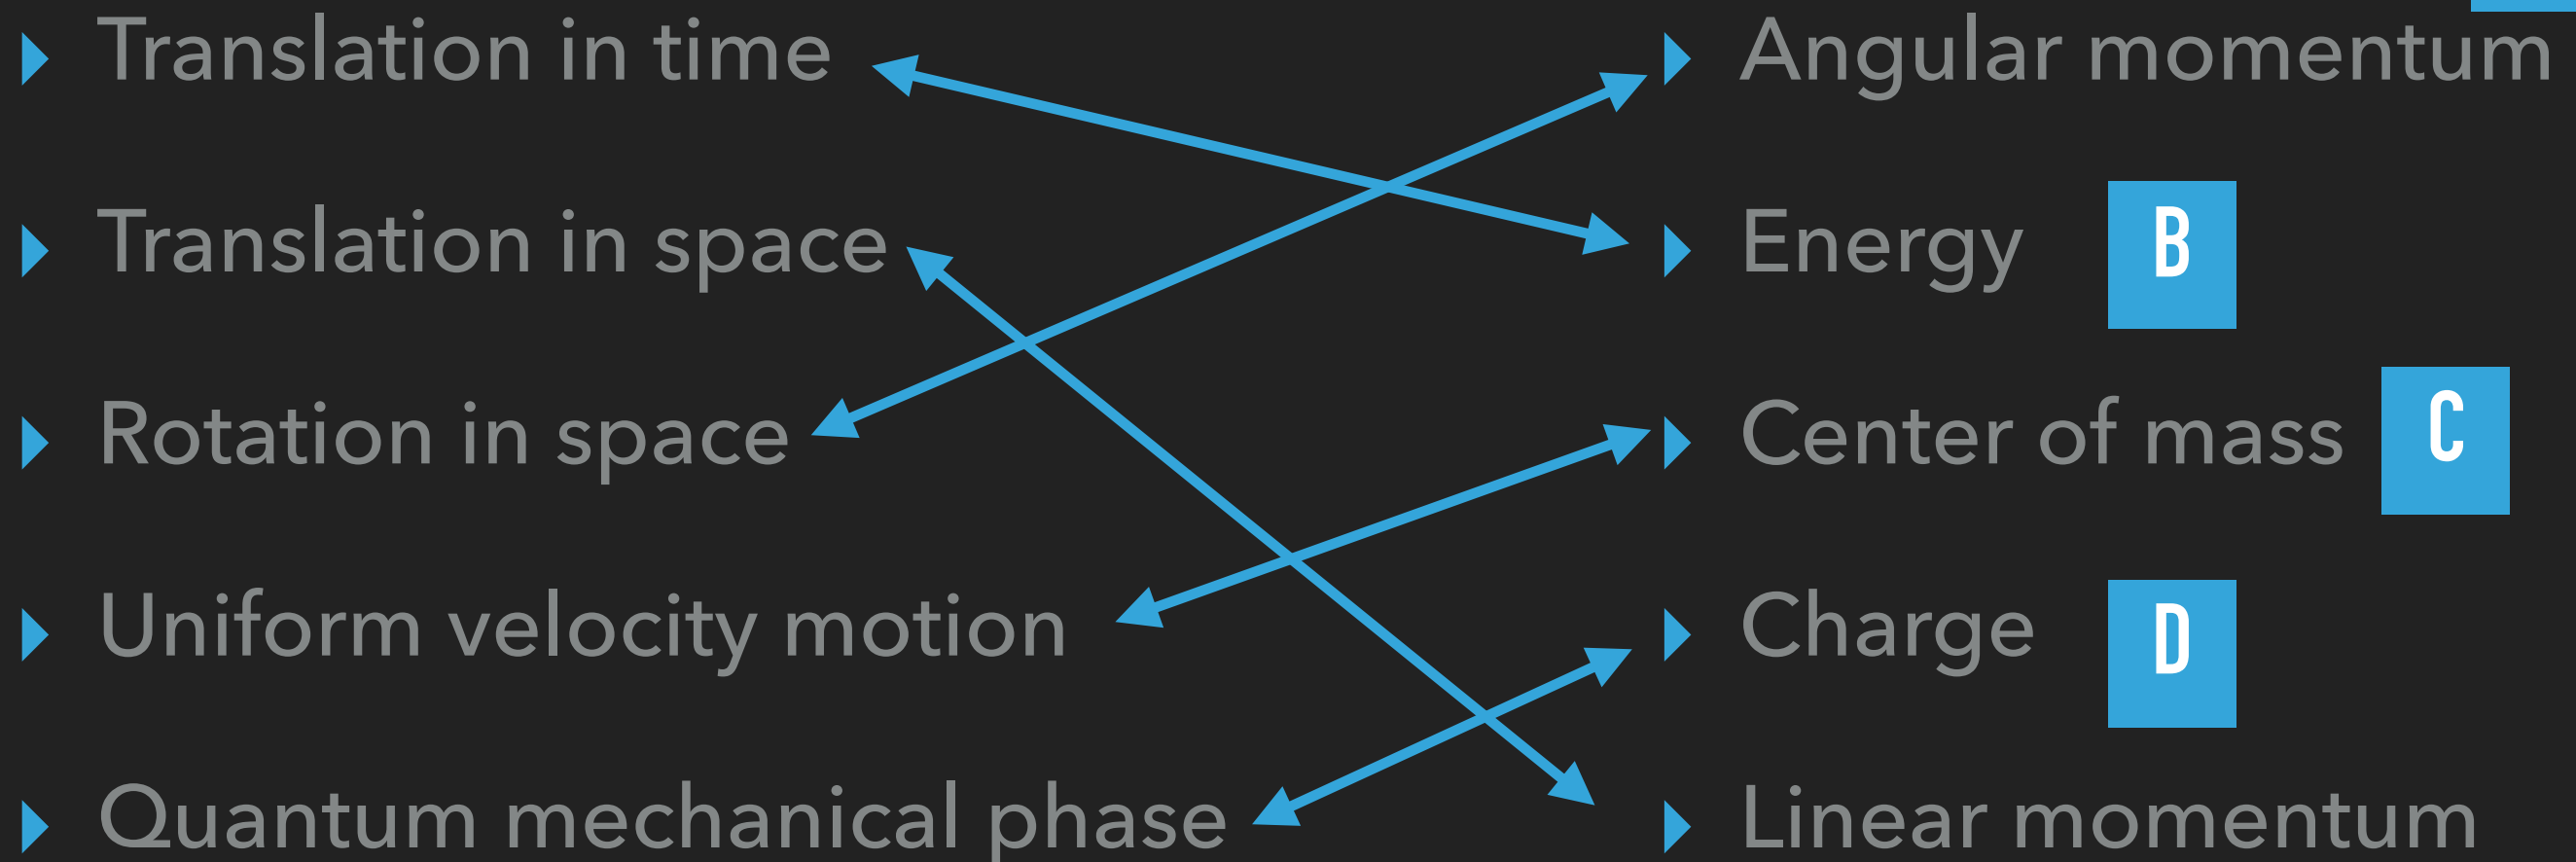 Translation in time
Translation in space
Rotation in space
Uniform velocity motion
Quantum mechanical phase
Angular momentum
Energy B
Center of mass C
Charge D
Linear momentum